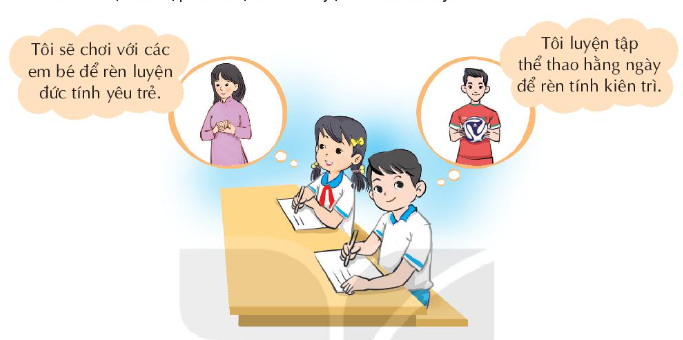 Tôi sẽ chơi với các
em bé để rèn luyện
đức tính yêu trẻ.
Tôi luyện tập
thể thao hằng ngày
để rèn tính kiên trì.